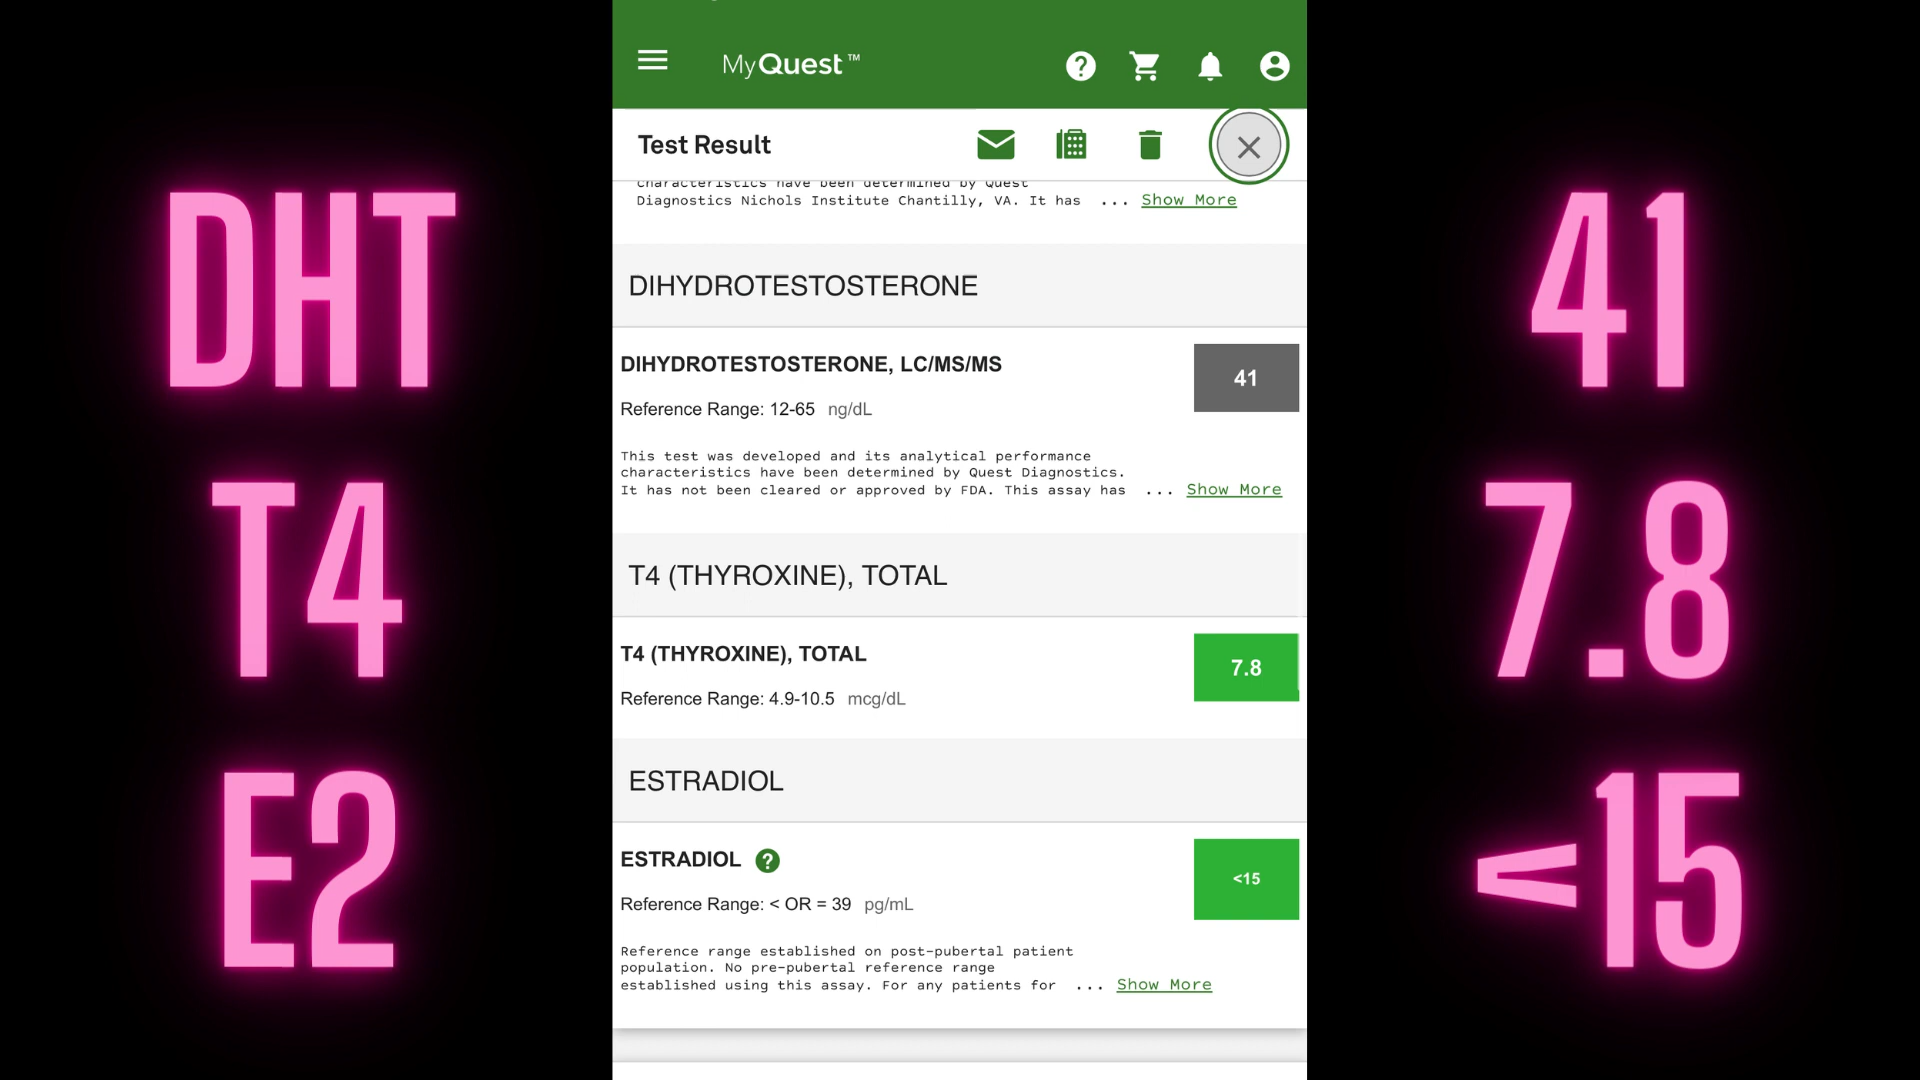 MyQuest™
Test Result
characteristics have been determined by Quest
Diagnostics Nichols Institute Chantilly, VA. It has ... Show More
DIHYDROTESTOSTERONE
DIHYDROTESTOSTERONE, LC/MS/MS
41
Reference Range: 12-65 ng/dL
This test was developed and its analytical performance
characteristics have been determined by Quest Diagnostics.
It has not been cleared or approved by FDA. This assay has ... Show More
T4 (THYROXINE), TOTAL
T4 (THYROXINE), TOTAL
7.8
Reference Range: 4.9-10.5 mcg/dL
ESTRADIOL
ESTRADIOL ?
<15
Reference Range: < OR = 39 pg/mL
Reference range established on post-pubertal patient
population. No pre-pubertal reference range
established using this assay. For any patients for ... Show More
DHT 41
T4 7.8
E2 <15